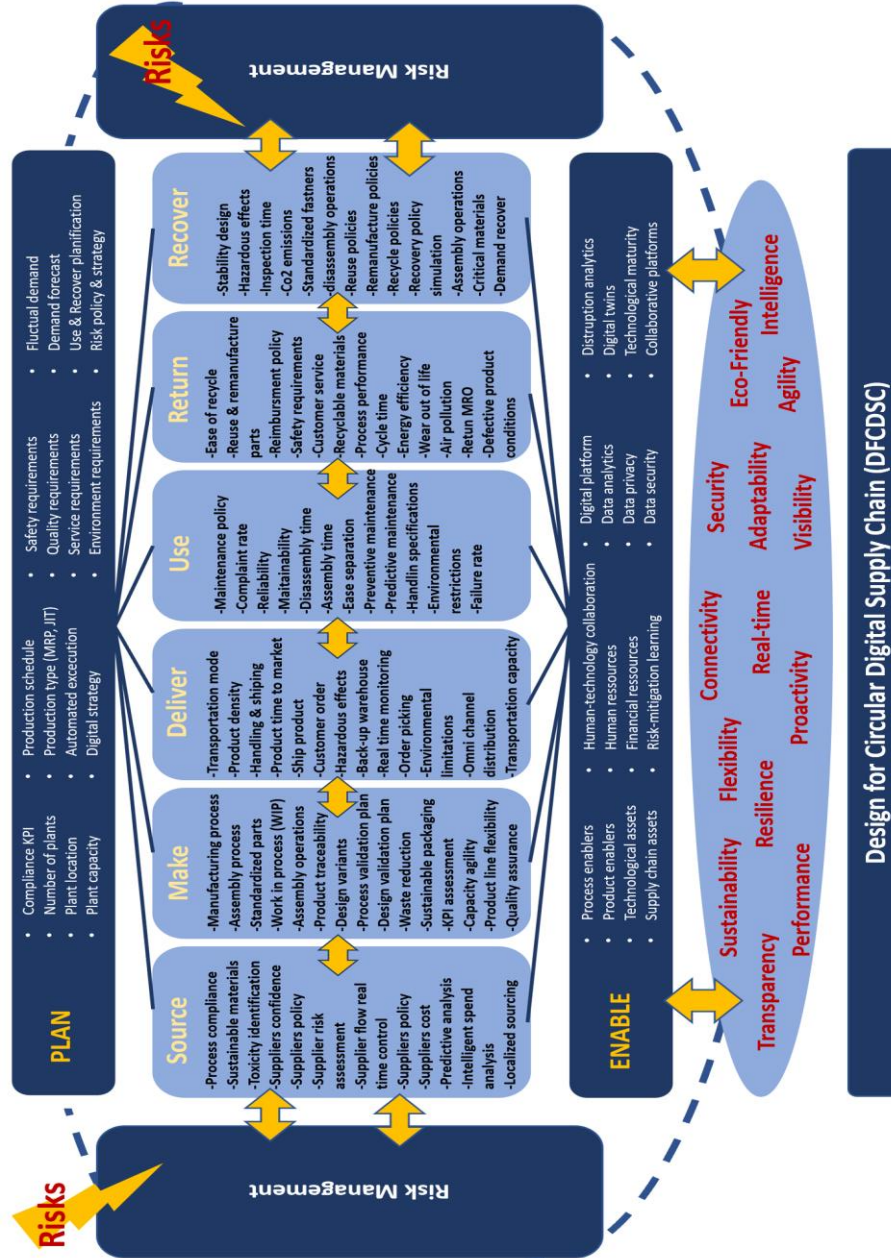 Risks
Risks
PLAN
• Compliance KPI
• Number of plants
• Plant location
• Plant capacity
• Production schedule
• Production type (MRP, JIT)
• Automated excecution
• Digital strategy
• Safety requirements
• Quality requirements
• Service requirements
• Environment requirements
• Fluctual demand
• Demand forecast
• Use & Recover planification
• Risk policy & strategy
Risk Management
Source
-Process compliance
-Sustainable materials
-Toxicity identification
-Suppliers confidence
-Suppliers policy
-Supplier risk
assessment
-Supplier flow real
time control
-Suppliers policy
-Suppliers cost
-Predictive analysis
-Intelligent spend
analysis
-Localized sourcing
Make
-Manufacturing process
-Assembly process
-Standardized parts
-Work in process (WIP)
-Assembly operations
-Product traceability
-Design variants
-Process validation plan
-Design validation plan
-Waste reduction
-Sustainable packaging
-KPI assessment
-Capacity agility
-Product line flexibility
-Quality assurance
Deliver
-Transportation mode
-Product density
-Handling & shiping
-Product time to market
-Ship product
-Customer order
-Hazardous effects
-Back-up warehouse
-Real time monitoring
-Order picking
-Environmental
limitations
-Omni channel
distribution
-Transportation capacity
Use
-Maintenance policy
-Complaint rate
-Reliability
-Maitainability
-Disassembly time
-Assembly time
-Ease separation
-Preventive maintenance
-Predictive maintenance
-Handlin specifications
-Environmental
restrictions
-Failure rate
Return
-Ease of recycle
-Reuse & remanufacture
parts
-Reimbursment policy
-Safety requirements
-Customer service
-Recyclable materials
-Process performance
-Cycle time
-Energy efficiency
-Wear out of life
-Air pollution
-Retun MRO
-Defective product
conditions
Recover
-Stability design
-Hazardous effects
-Inspection time
-Co2 emissions
-Standardized fastners
disassembly operations
-Reuse policies
-Remanufacture policies
-Recycle policies
-Recovery policy
simulation
-Assembly operations
-Critical materials
-Demand recover
Risk Management
ENABLE
• Process enablers
• Product enablers
• Technological assets
• Supply chain assets
• Human-technology collaboration
• Human ressources
• Financial ressources
• Risk-mitigation learning
• Digital platform
• Data analytics
• Data privacy
• Data security
• Distruption analytics
• Digital twins
• Technological maturity
• Collaborative platforms
Sustainability
Flexibility
Connectivity
Security
Eco-Friendly
Transparency
Resilience
Real-time
Adaptability
Intelligence
Performance
Proactivity
Visibility
Agility
Design for Circular Digital Supply Chain (DFCDSC)